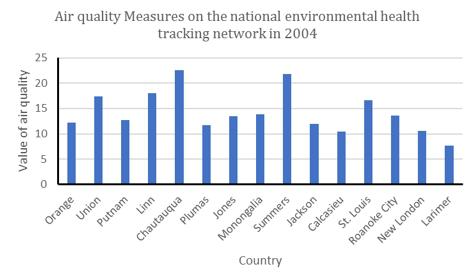 Air quality Measures on the national environmental health
tracking network in 2004
Value of air quality
25
20
15
10
5
0
Orange
Union
Putnam
Linn
Chautauqua
Plumas
Jones
Monongalia
Summers
Jackson
Calcasieu
St. Louis
Roanoke City
New London
Larimer
Country